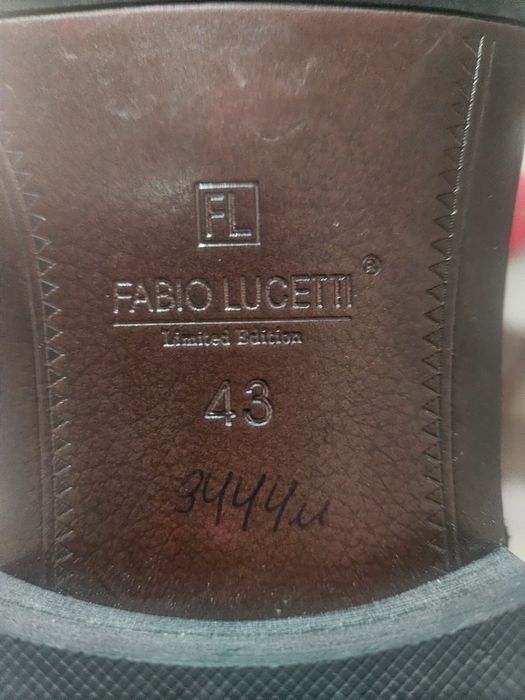 FL
FABIO LUCETTI ®
Limited Edition
43
3444м